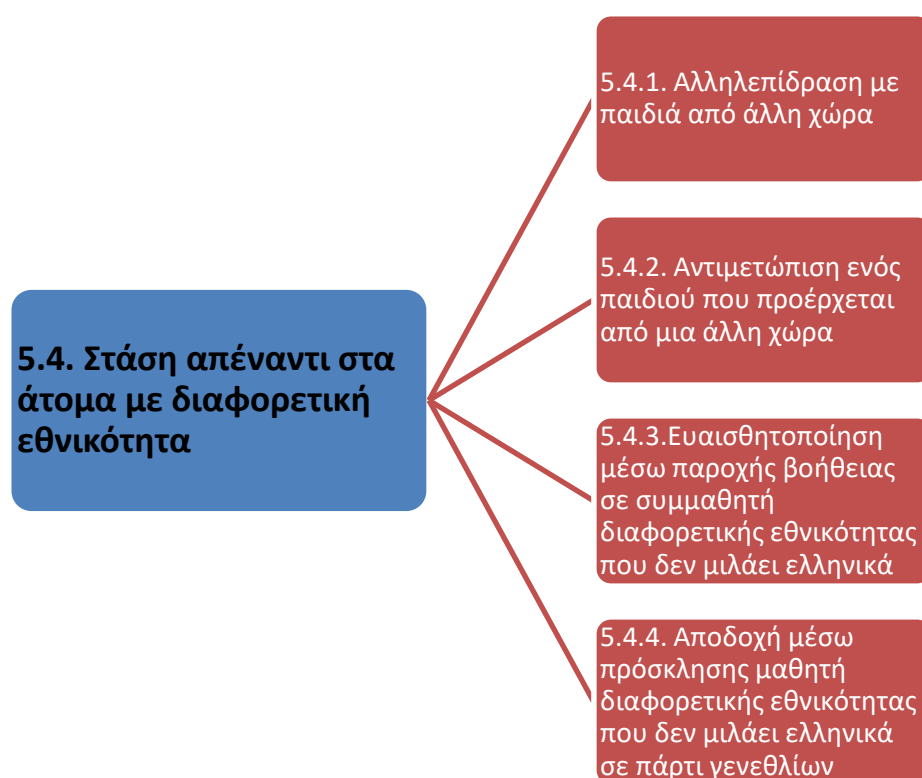 5.4.1. Αλληλεπίδραση με
παιδιά από άλλη χώρα
5.4.2. Αντιμετώπιση ενός
παιδιού που προέρχεται
από μια άλλη χώρα
5.4. Στάση απέναντι στα
άτομα με διαφορετική
εθνικότητα
5.4.3.Ευαισθητοποίηση
μέσω παροχής βοήθειας
σε συμμαθητή
διαφορετικής εθνικότητας
που δεν μιλάει ελληνικά
5.4.4. Αποδοχή μέσω
πρόσκλησης μαθητή
διαφορετικής εθνικότητας
που δεν μιλάει ελληνικά
σε πάρτι γενεθλίων